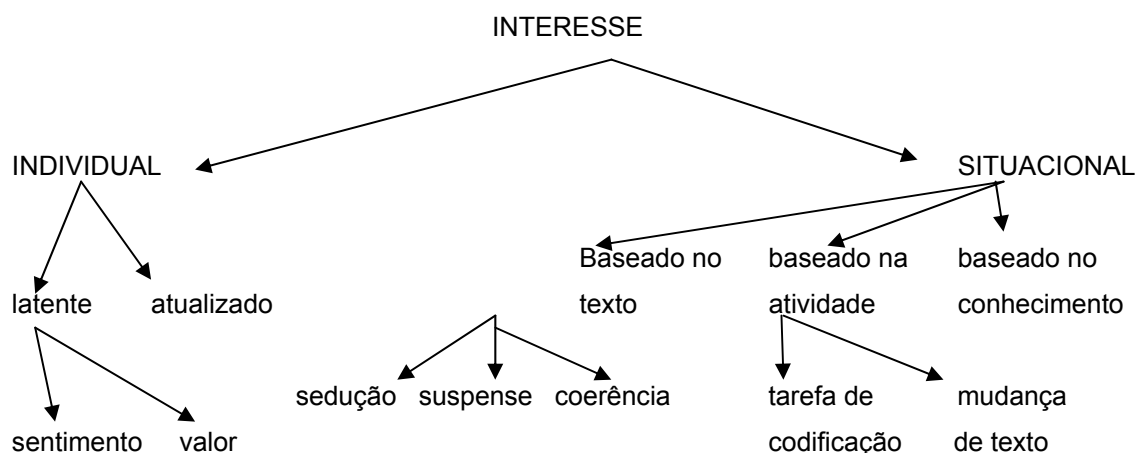 INTERESSE
INDIVIDUAL
SITUACIONAL
Baseado no
texto
baseado na
atividade
baseado no
conhecimento
latente
atualizado
sedução
suspense
coerência
tarefa de
codificação
mudança
de texto
sentimento
valor